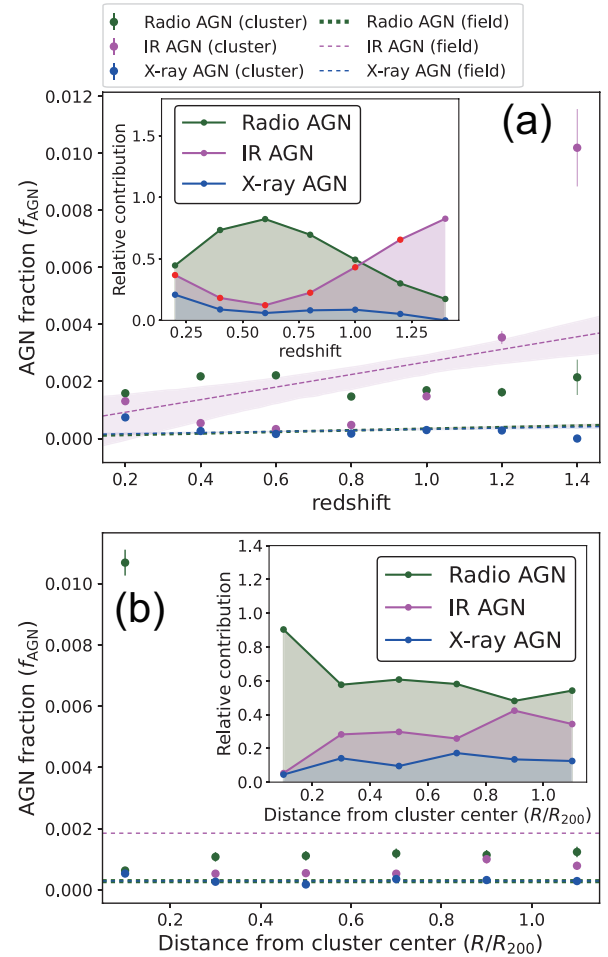 Radio AGN (cluster) Radio AGN (field)
IR AGN (cluster) IR AGN (field)
X-ray AGN (cluster) X-ray AGN (field)
(a)
AGN fraction (f_AGN)
0.012
0.010
0.008
0.006
0.004
0.002
0.000
0.2 0.4 0.6 0.8 1.0 1.2 1.4
redshift
Radio AGN
IR AGN
X-ray AGN
Relative contribution
1.5
1.0
0.5
0.0
0.25 0.50 0.75 1.00 1.25
redshift
(b)
AGN fraction (f_AGN)
0.010
0.008
0.006
0.004
0.002
0.000
0.2 0.4 0.6 0.8 1.0
Distance from cluster center (R/R_200)
Radio AGN
IR AGN
X-ray AGN
Relative contribution
1.4
1.2
1.0
0.8
0.6
0.4
0.2
0.0
0.2 0.4 0.6 0.8 1.0
Distance from cluster center (R/R_200)